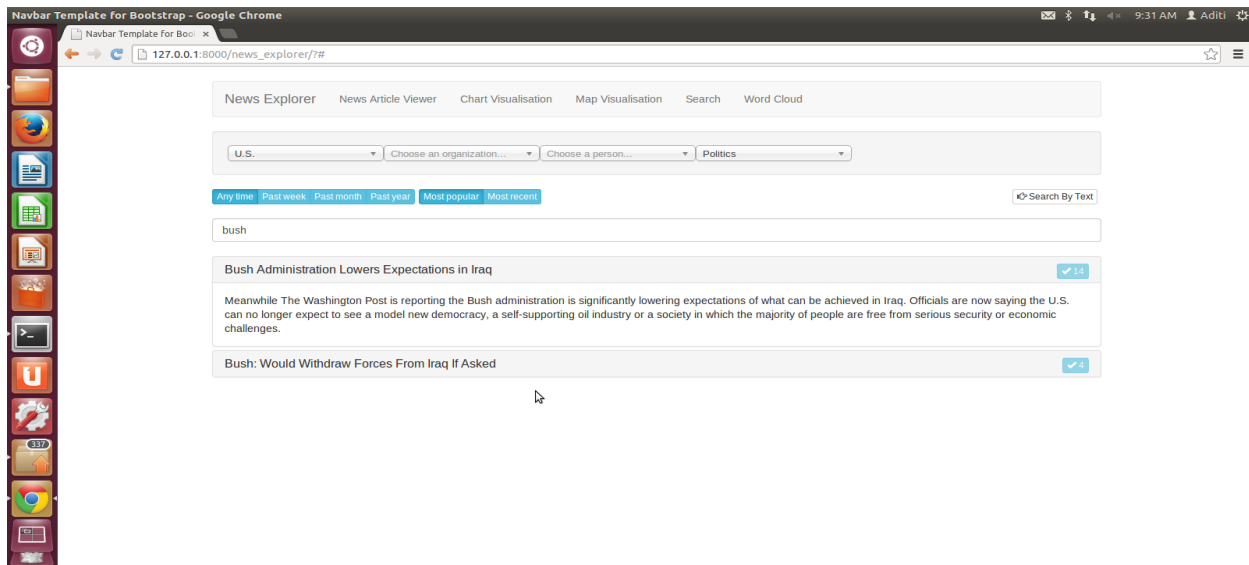 Navbar Template for Bootstrap - Google Chrome
9:31 AM Aditi
Navbar Template for Boo
127.0.0.1:8000/news_explorer/?#
News Explorer News Article Viewer Chart Visualisation Map Visualisation Search Word Cloud
U.S. Choose an organization... Choose a person... Politics
Any time Past week Past month Past year Most popular Most recent Search By Text
bush
Bush Administration Lowers Expectations in Iraq 14
Meanwhile The Washington Post is reporting the Bush administration is significantly lowering expectations of what can be achieved in Iraq. Officials are now saying the U.S.
can no longer expect to see a model new democracy, a self-supporting oil industry or a society in which the majority of people are free from serious security or economic
challenges.
Bush: Would Withdraw Forces From Iraq If Asked 4
337